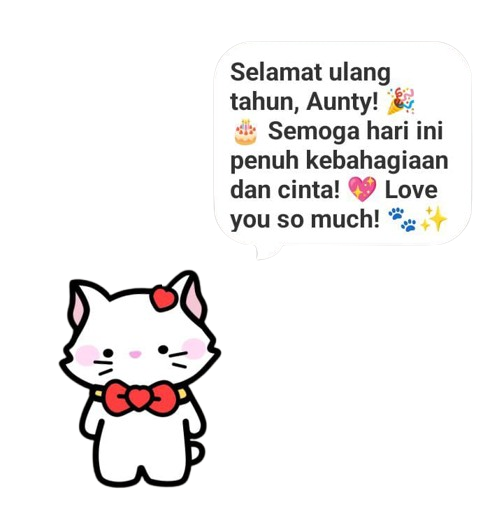 Selamat ulang
tahun, Aunty! 🎉
🎂 Semoga hari ini
penuh kebahagiaan
dan cinta! 💖 Love
you so much! 🐾✨